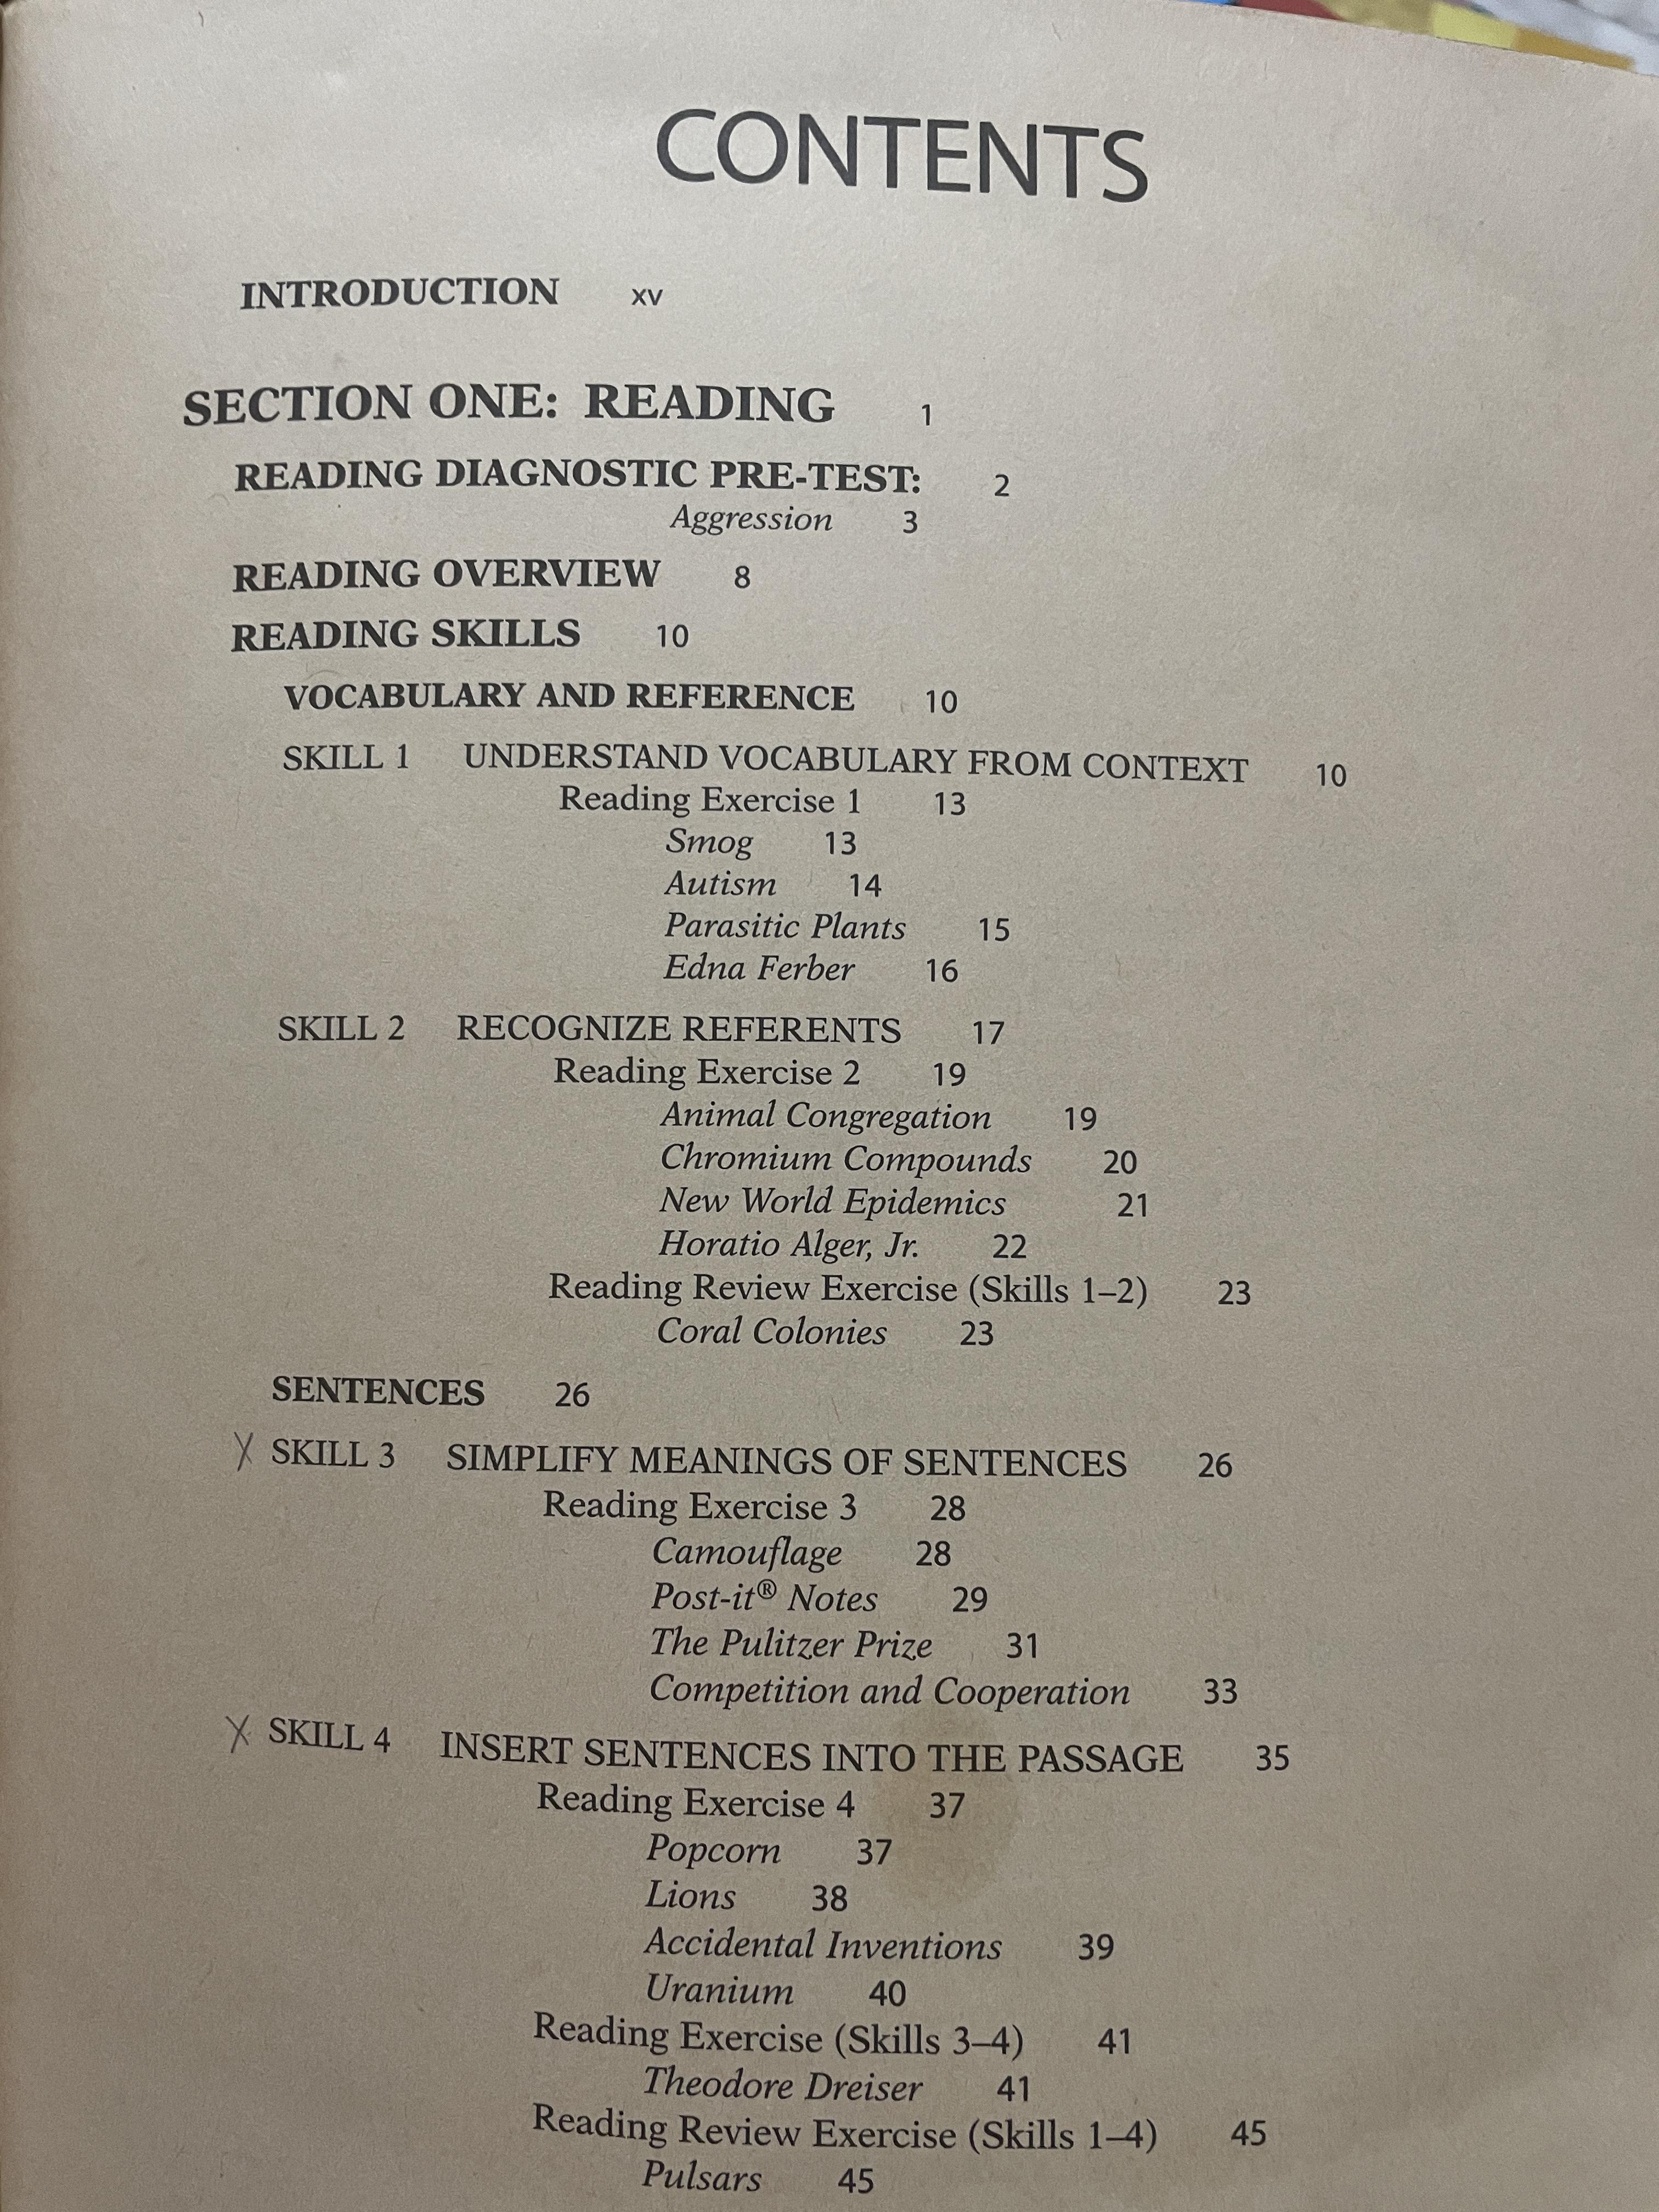 CONTENTS
INTRODUCTION xv
SECTION ONE: READING 1
READING DIAGNOSTIC PRE-TEST: 2
Aggression 3
READING OVERVIEW 8
READING SKILLS 10
VOCABULARY AND REFERENCE 10
SKILL 1 UNDERSTAND VOCABULARY FROM CONTEXT 10
Reading Exercise 1 13
Smog 13
Autism 14
Parasitic Plants 15
Edna Ferber 16
SKILL 2 RECOGNIZE REFERENTS 17
Reading Exercise 2 19
Animal Congregation 19
Chromium Compounds 20
New World Epidemics 21
Horatio Alger, Jr. 22
Reading Review Exercise (Skills 1–2) 23
Coral Colonies 23
SENTENCES 26
X SKILL 3 SIMPLIFY MEANINGS OF SENTENCES 26
Reading Exercise 3 28
Camouflage 28
Post-it® Notes 29
The Pulitzer Prize 31
Competition and Cooperation 33
X SKILL 4 INSERT SENTENCES INTO THE PASSAGE 35
Reading Exercise 4 37
Popcorn 37
Lions 38
Accidental Inventions 39
Uranium 40
Reading Exercise (Skills 3–4) 41
Theodore Dreiser 41
Reading Review Exercise (Skills 1–4) 45
Pulsars 45